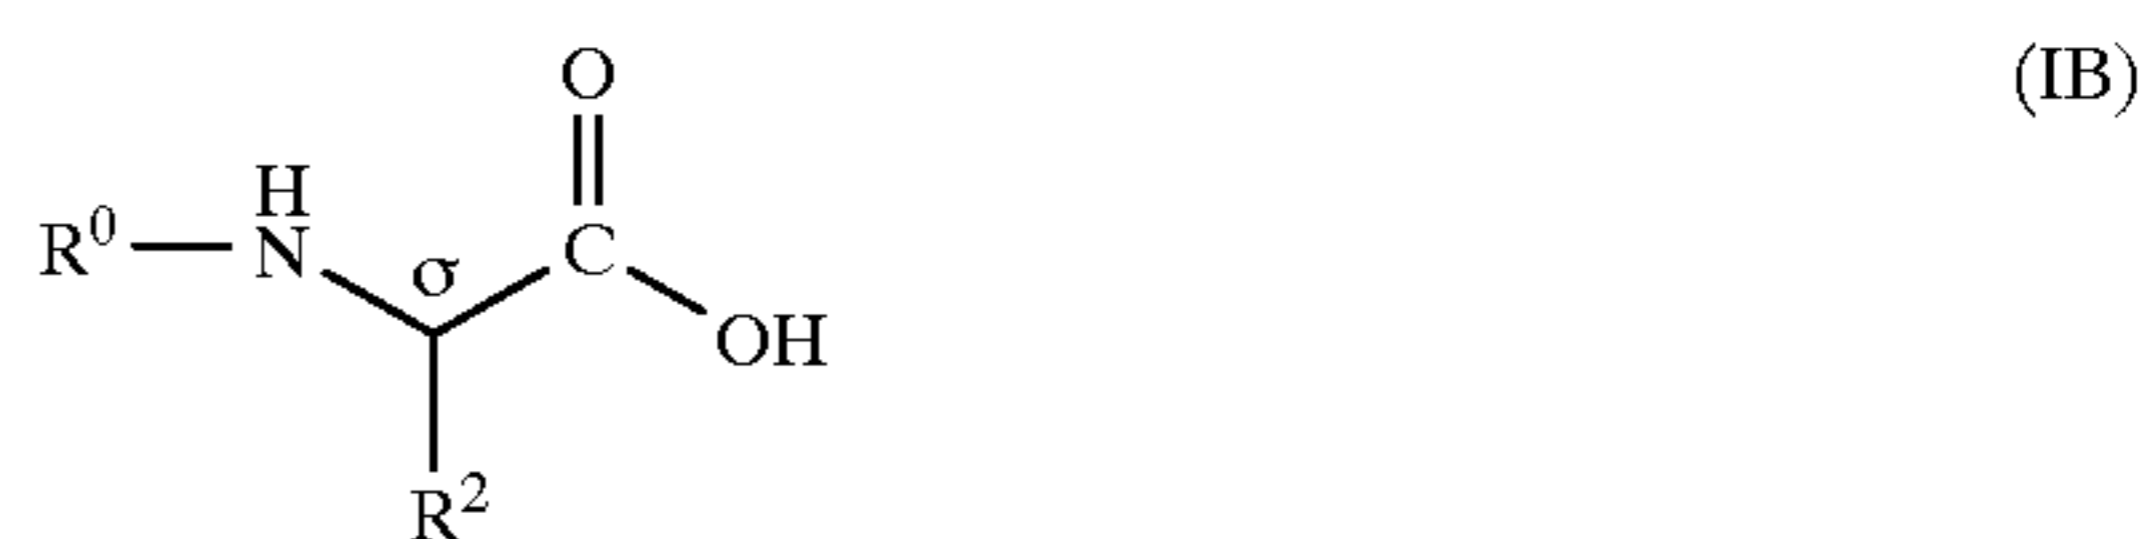 O (IB)
H
R⁰ N σ C
OH
R²